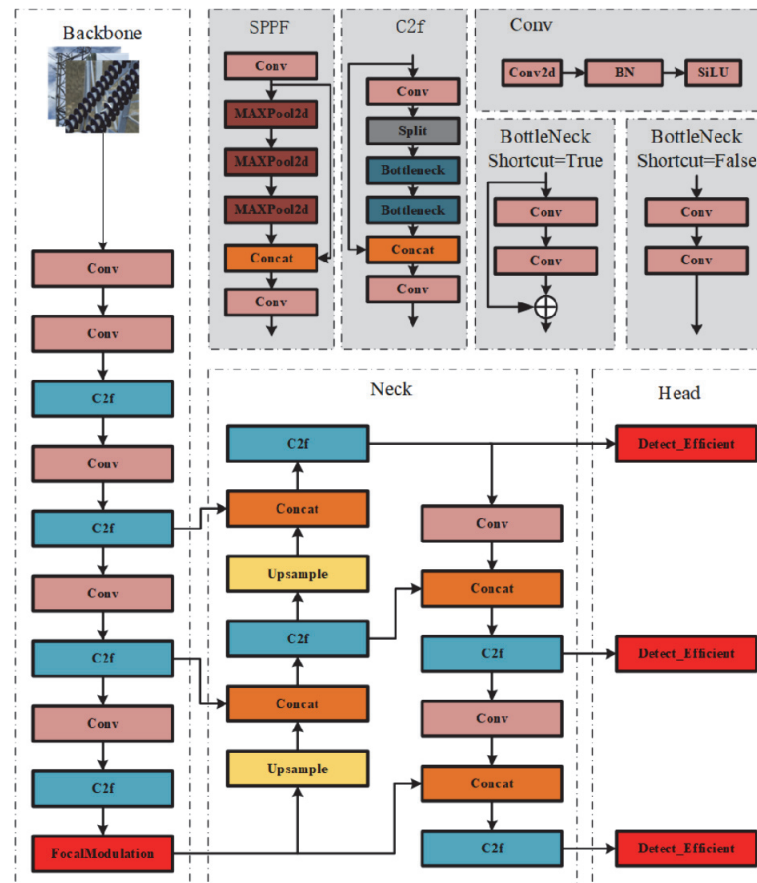 Backbone
Conv
Conv
C2f
Conv
C2f
Conv
C2f
Conv
C2f
FocalModulation
SPPF
Conv
MAXPool2d
MAXPool2d
MAXPool2d
Concat
Conv
C2f
Conv
Split
Bottleneck
Bottleneck
Concat
Conv
Conv
Conv2d
BN
SiLU
BottleNeck
Shortcut=True
Conv
Conv
BottleNeck
Shortcut=False
Conv
Conv
Neck
C2f
Concat
Upsample
C2f
Concat
Upsample
Conv
Concat
C2f
Conv
Concat
C2f
Head
Detect_Efficient
Detect_Efficient
Detect_Efficient